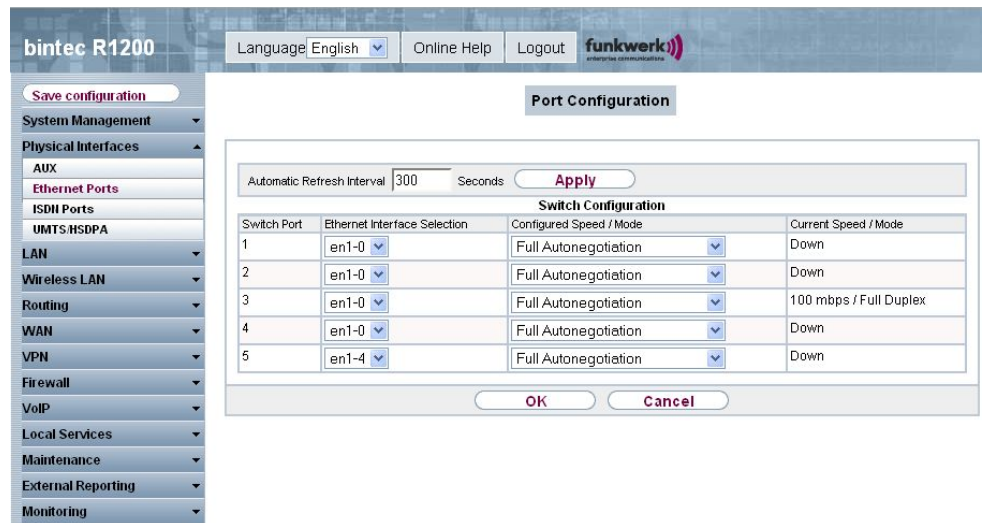 bintec R1200
Language English Online Help Logout funkwerk
enterprise communications
Save configuration
Port Configuration
System Management
Physical Interfaces
AUX
Ethernet Ports
ISDN Ports
UMTS/HSDPA
LAN
Wireless LAN
Routing
WAN
VPN
Firewall
VoIP
Local Services
Maintenance
External Reporting
Monitoring
Automatic Refresh Interval 300 Seconds Apply
Switch Configuration
Switch Port Ethernet Interface Selection Configured Speed / Mode Current Speed / Mode
1 en1-0 Full Autonegotiation Down
2 en1-0 Full Autonegotiation Down
3 en1-0 Full Autonegotiation 100 mbps / Full Duplex
4 en1-0 Full Autonegotiation Down
5 en1-4 Full Autonegotiation Down
OK Cancel